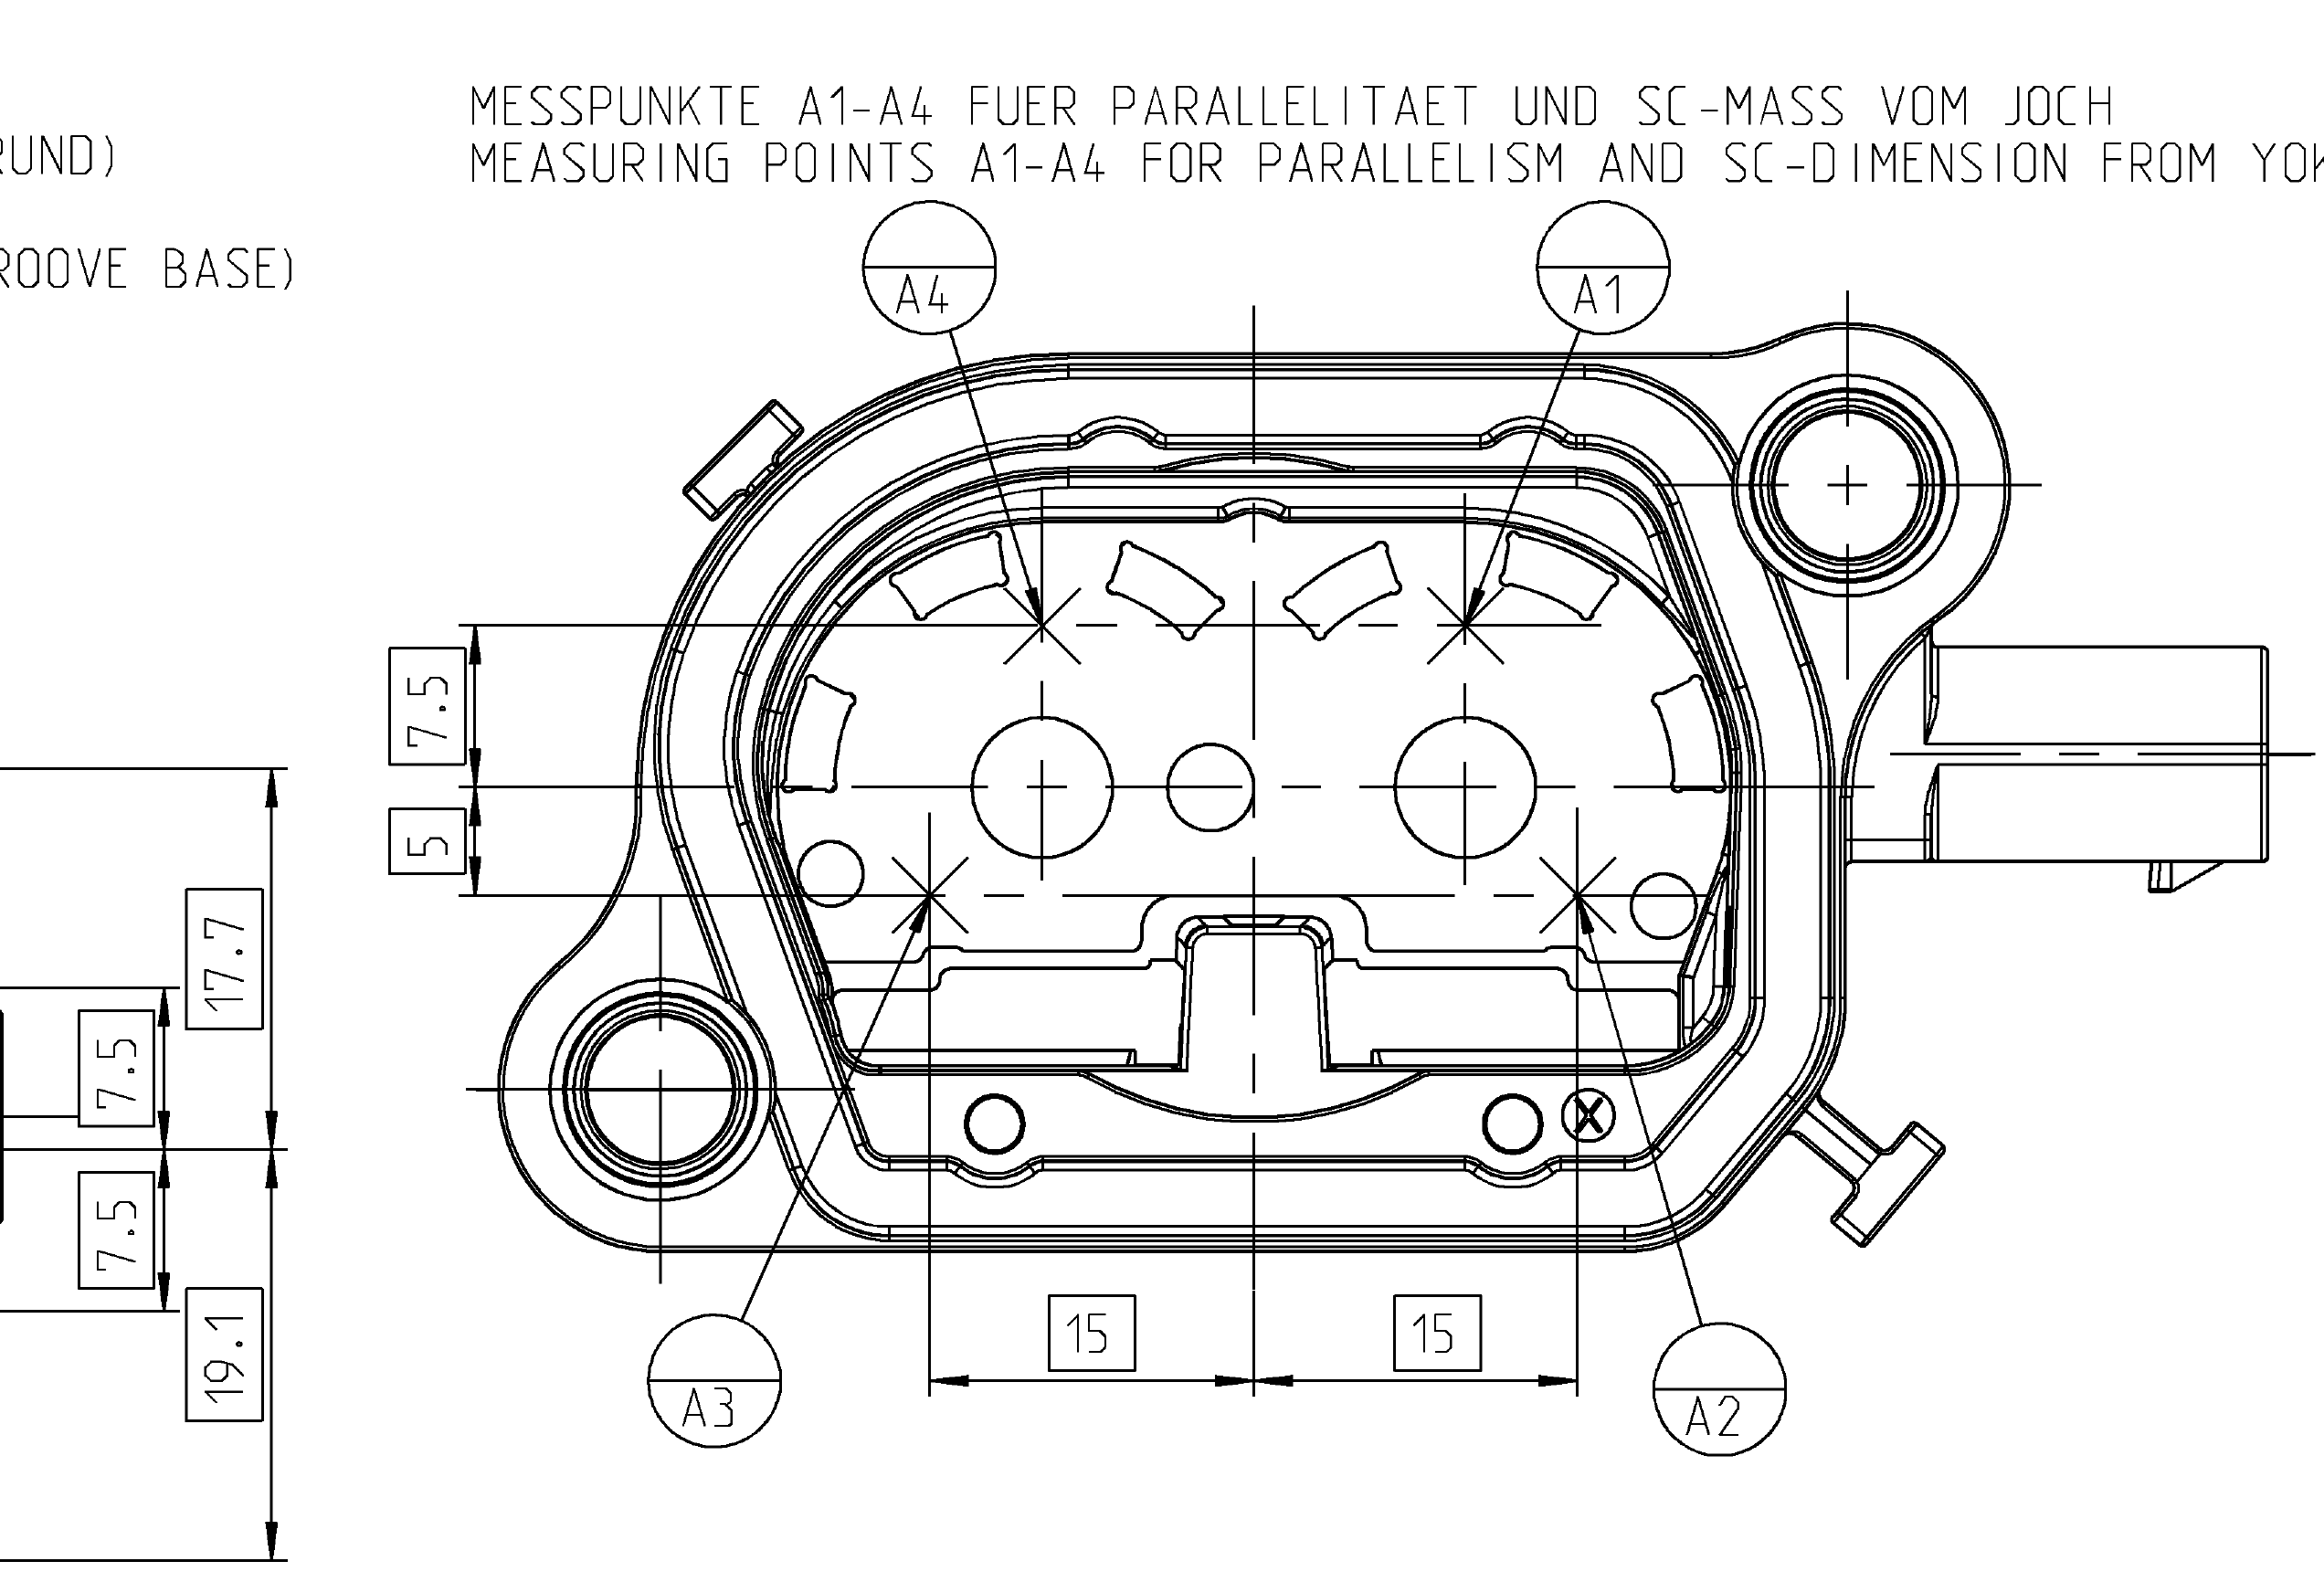 MESSPUNKTE A1-A4 FUER PARALLELITAET UND SC-MASS VOM JOCH
RUND)
MEASURING POINTS A1-A4 FOR PARALLELISM AND SC-DIMENSION FROM
ROOVE BASE)
A4
A1
7.5
5
17.7
7.5
7.5
19.1
X
15
15
A3
A2